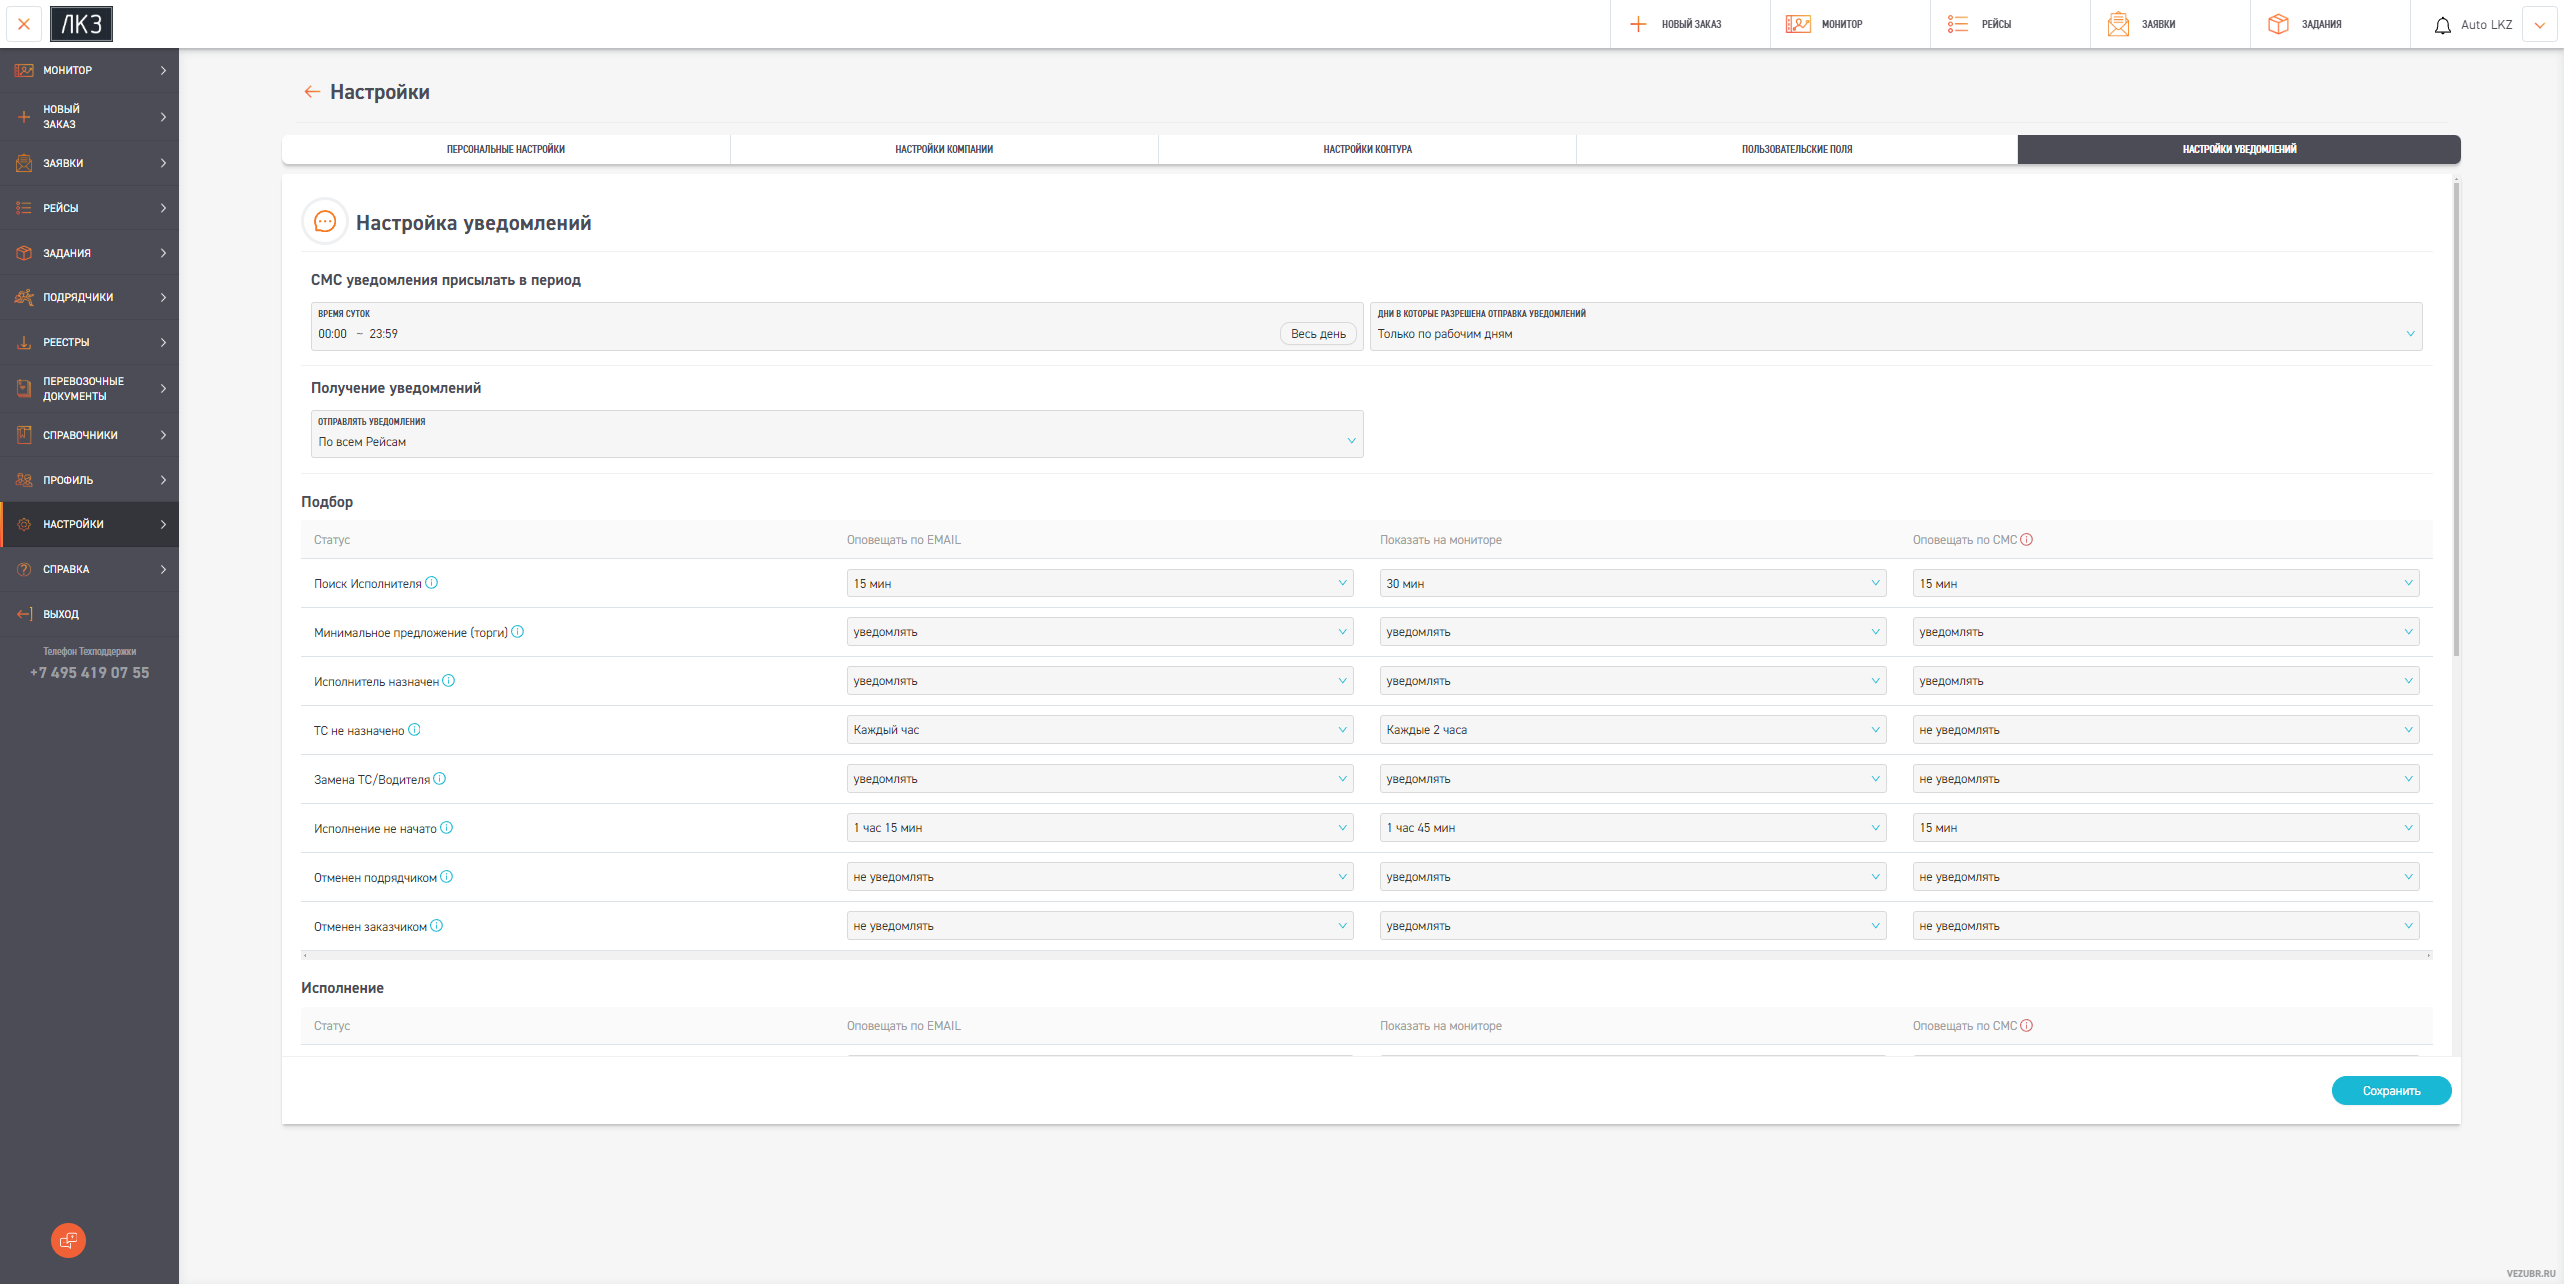 ЛКЗ
НОВЫЙ ЗАКАЗ
МОНИТОР
РЕЙСЫ
ЗАЯВКИ
ЗАДАНИЯ
Auto LKZ
МОНИТОР
НОВЫЙ
ЗАКАЗ
ЗАЯВКИ
РЕЙСЫ
ЗАДАНИЯ
ПОДРЯДЧИКИ
РЕЕСТРЫ
ПЕРЕВОЗОЧНЫЕ
ДОКУМЕНТЫ
СПРАВОЧНИКИ
ПРОФИЛЬ
НАСТРОЙКИ
СПРАВКА
ВЫХОД
Телефон Техподдержки
+7 495 419 07 55
Настройки
ПЕРСОНАЛЬНЫЕ НАСТРОЙКИ
НАСТРОЙКИ КОМПАНИИ
НАСТРОЙКИ КОНТУРА
ПОЛЬЗОВАТЕЛЬСКИЕ ПОЛЯ
НАСТРОЙКИ УВЕДОМЛЕНИЙ
Настройка уведомлений
СМС уведомления присылать в период
ВРЕМЯ СУТОК
00:00 ~ 23:59
Весь день
ДНИ В КОТОРЫЕ РАЗРЕШЕНА ОТПРАВКА УВЕДОМЛЕНИЙ
Только по рабочим дням
Получение уведомлений
ОТПРАВЛЯТЬ УВЕДОМЛЕНИЯ
По всем Рейсам
Подбор
Статус Оповещать по EMAIL Показать на мониторе Оповещать по СМС
Поиск Исполнителя 15 мин 30 мин 15 мин
Минимальное предложение (торги) уведомлять уведомлять уведомлять
Исполнитель назначен уведомлять уведомлять уведомлять
ТС не назначено Каждый час Каждые 2 часа не уведомлять
Замена ТС/Водителя уведомлять уведомлять не уведомлять
Исполнение не начато 1 час 15 мин 1 час 45 мин 15 мин
Отменен подрядчиком не уведомлять уведомлять не уведомлять
Отменен заказчиком не уведомлять уведомлять не уведомлять
Исполнение
Статус Оповещать по EMAIL Показать на мониторе Оповещать по СМС
Сохранить
VEZUBR.RU